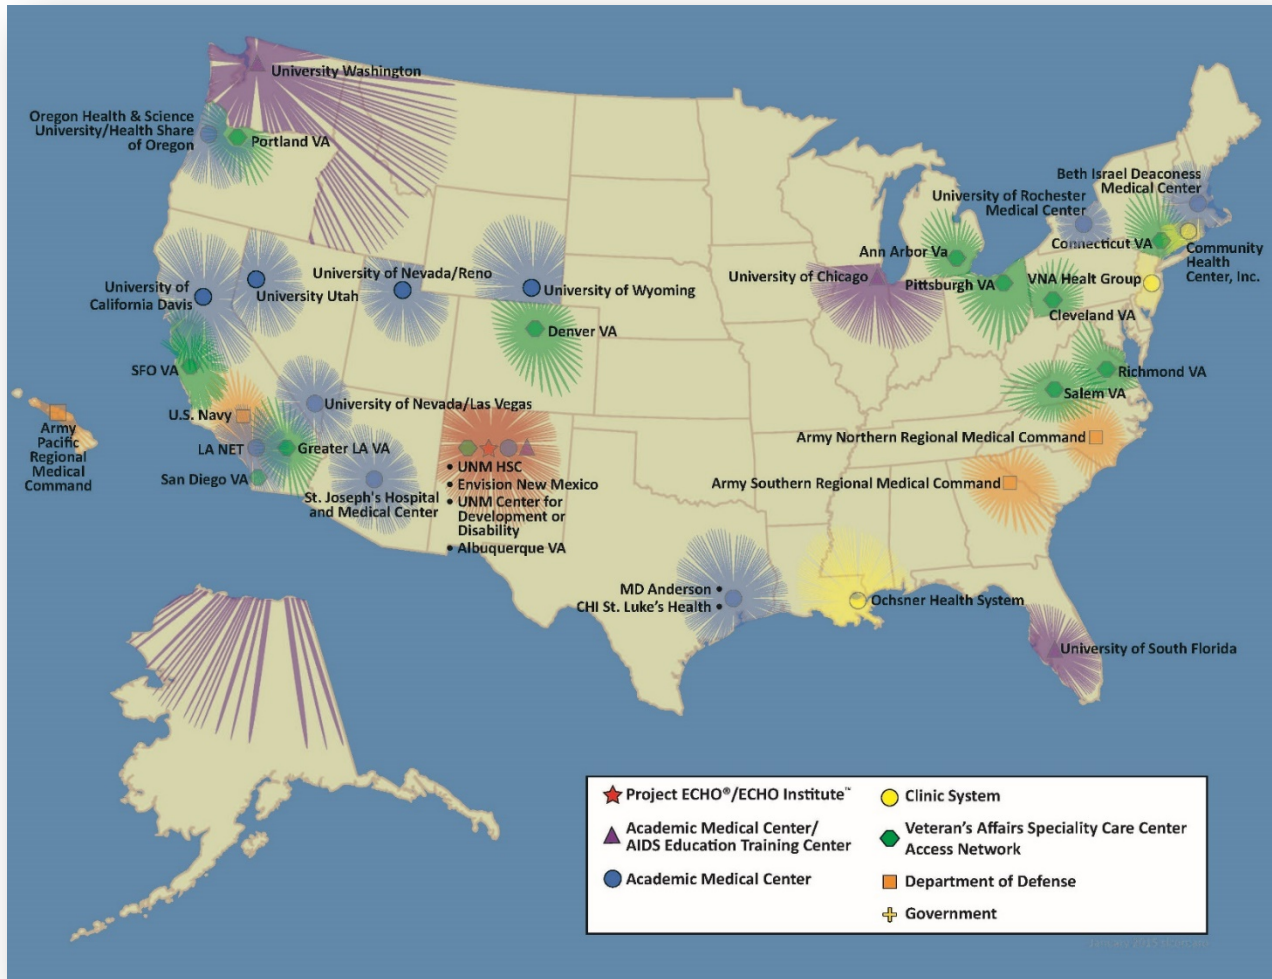 University Washington
Oregon Health & Science
University/Health Share
of Oregon
Portland VA
Beth Israel Deaconess
Medical Center
University of Rochester
Medical Center
Connecticut VA
Community
Health
Center, Inc.
Ann Arbor Va
University of Chicago
Pittsburgh VA
VNA Healt Group
Cleveland VA
University of Nevada/Reno
University of
California Davis
University Utah
University of Wyoming
Denver VA
SFO VA
Richmond VA
Salem VA
U.S. Navy
University of Nevada/Las Vegas
Army
Pacific
Regional
Medical
Command
LA NET
Greater LA VA
San Diego VA
St. Joseph's Hospital
and Medical Center
• UNM HSC
• Envision New Mexico
• UNM Center for
Development or
Disability
• Albuquerque VA
Army Northern Regional Medical Command
Army Southern Regional Medical Command
MD Anderson •
CHI St. Luke's Health •
Ochsner Health System
University of South Florida
Project ECHO®/ECHO Institute™
Academic Medical Center/
AIDS Education Training Center
Academic Medical Center
Clinic System
Veteran's Affairs Speciality Care Center
Access Network
Department of Defense
Government